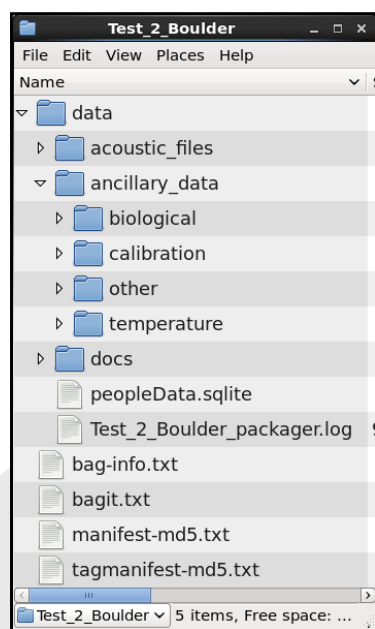 Test_2_Boulder
File Edit View Places Help
Name
data
acoustic_files
ancillary_data
biological
calibration
other
temperature
docs
peopleData.sqlite
Test_2_Boulder_packager.log
bag-info.txt
bagit.txt
manifest-md5.txt
tagmanifest-md5.txt
Test_2_Boulder 5 items, Free space: ...